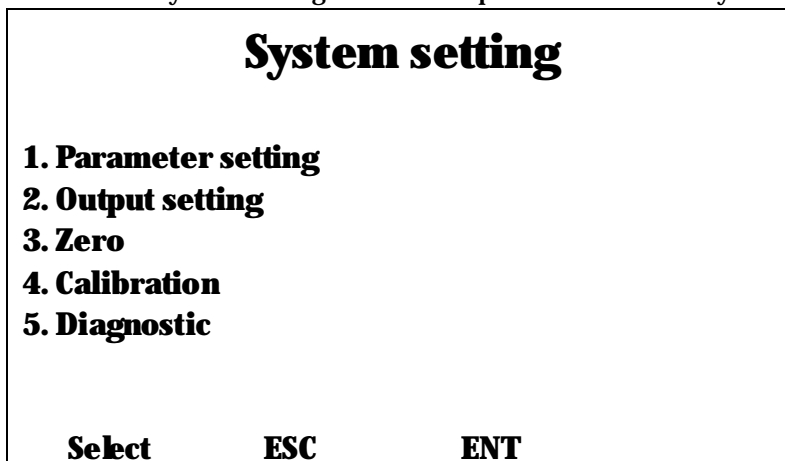 System setting
1. Parameter setting
2. Output setting
3. Zero
4. Calibration
5. Diagnostic
Select ESC ENT